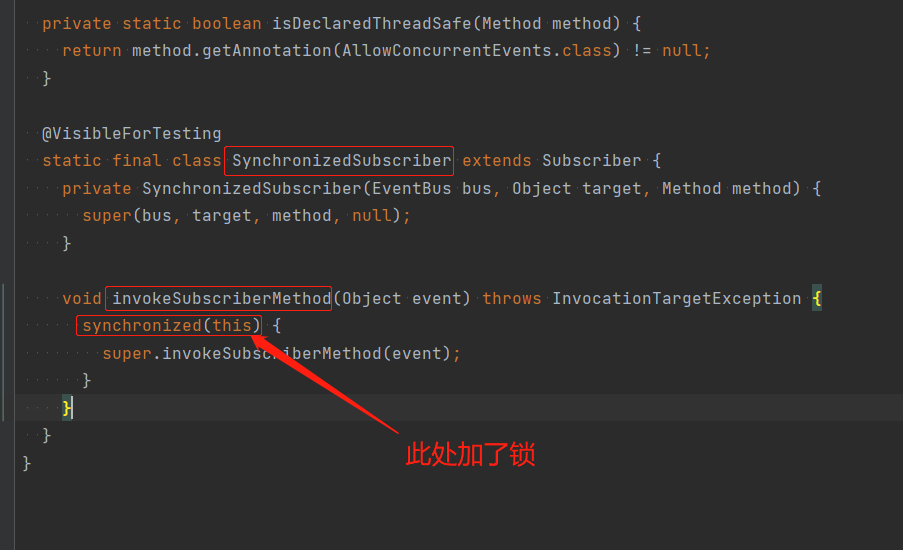 private static boolean isDeclaredThreadSafe(Method method) {
return method.getAnnotation(AllowConcurrentEvents.class) != null;
}
@VisibleForTesting
static final class SynchronizedSubscriber extends Subscriber {
private SynchronizedSubscriber(EventBus bus, Object target, Method method) {
super(bus, target, method, null);
}
void invokeSubscriberMethod(Object event) throws InvocationTargetException {
synchronized(this) {
super.invokeSubscriberMethod(event);
}
}
}
此处加了锁
}